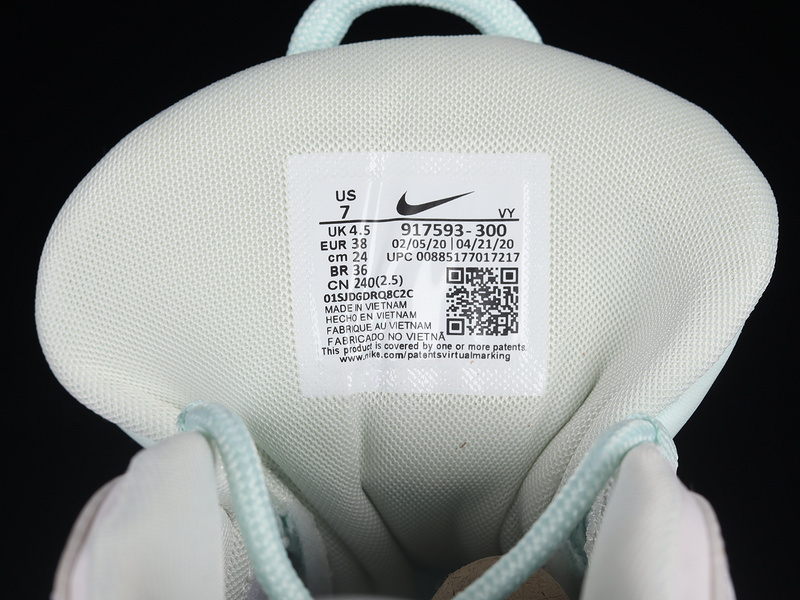 US
7
VY
UK 4.5 917593-300
EUR 38 02/05/20 | 04/21/20
cm 24 UPC 00885177017217
BR 36
CN 240(2.5)
01SJDGDRQ8C2C
MADE IN VIETNAM
HECHO EN VIETNAM
FABRIQUE AU VIETNAM
FABRICADO NO VIETNÃ
This product is covered by one or more patents.
www.nike.com/patentsvirtualmarking